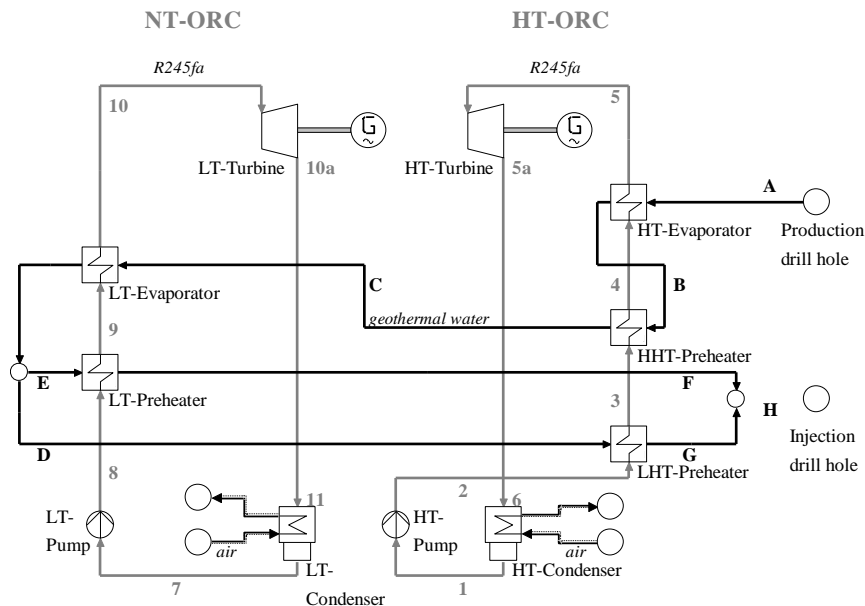 NT-ORC HT-ORC
R245fa R245fa
10 5
G G
~ ~
LT-Turbine 10a HT-Turbine 5a
A
HT-Evaporator Production
drill hole
C 4 B
LT-Evaporator
geothermal water
9
HHT-Preheater
E F
LT-Preheater
3 H
Injection
drill hole
D G
8 2 LHT-Preheater
11 6
LT-
Pump
HT-
Pump
air air
LT-
Condenser
HT-Condenser
7 1